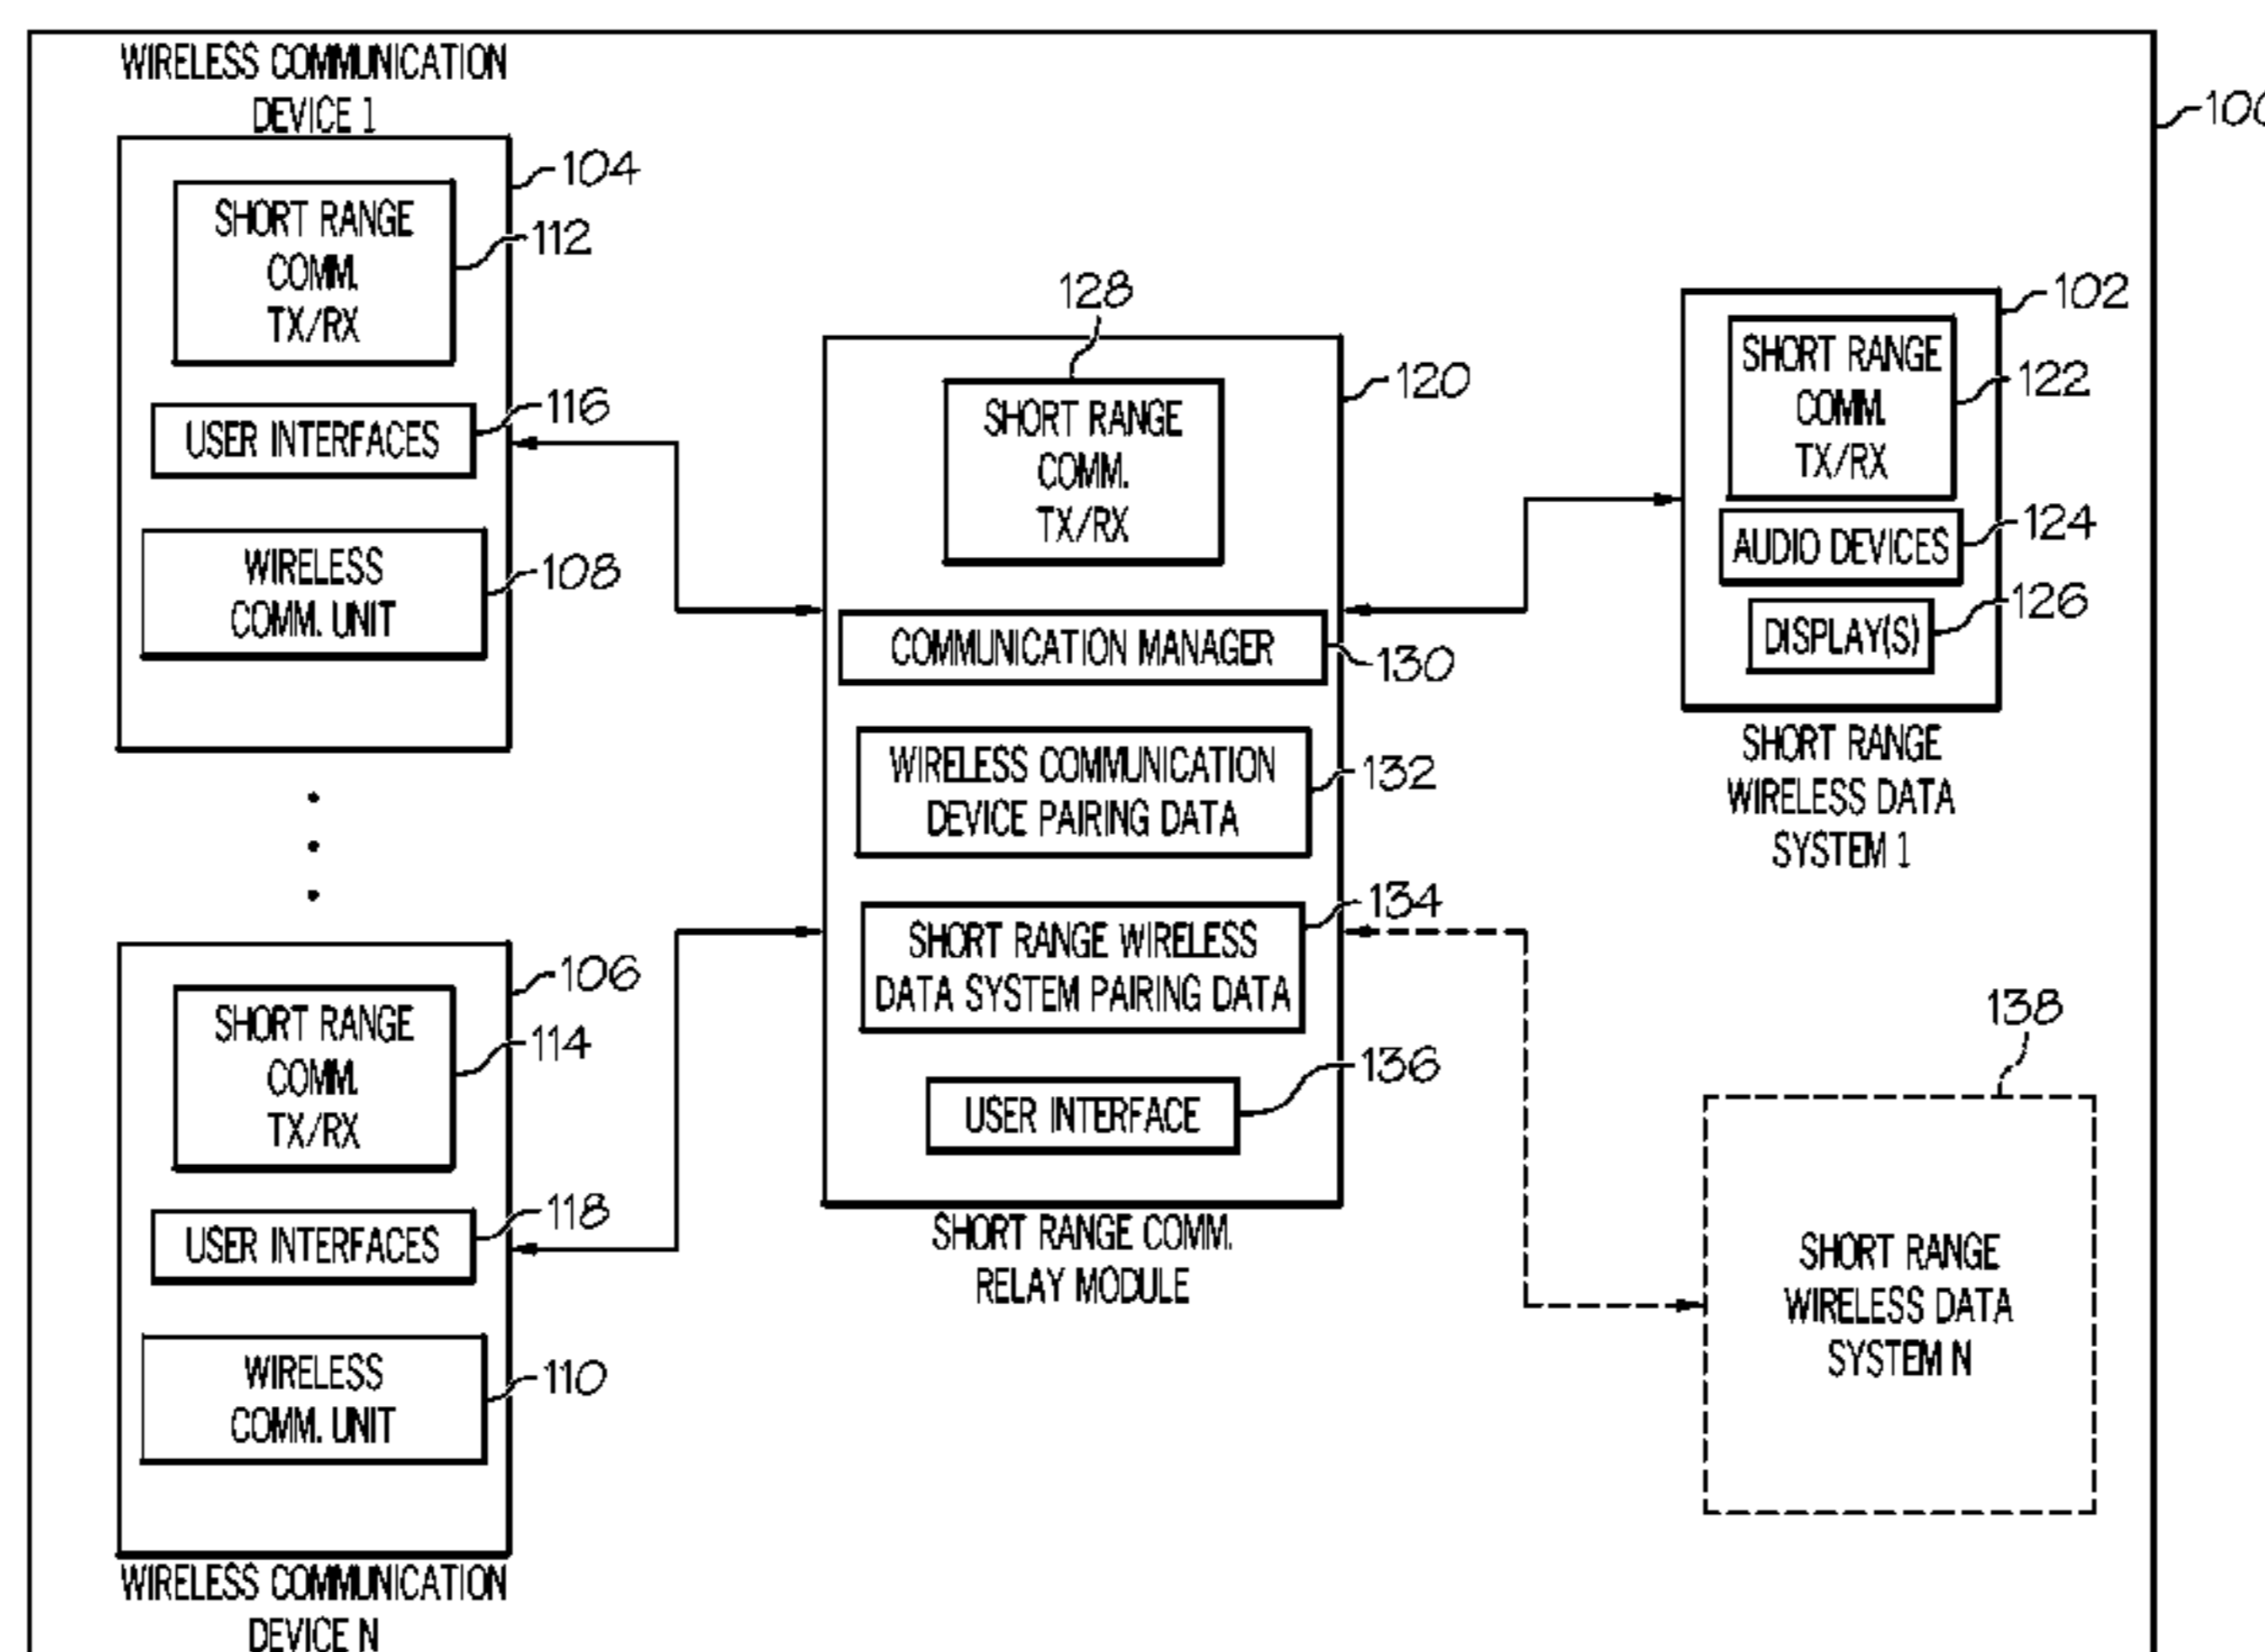 WIRELESS COMMUNICATION
DEVICE 1
104
SHORT RANGE
COMM.
TX/RX
112
USER INTERFACES
116
WIRELESS
COMM. UNIT
108
106
SHORT RANGE
COMM.
TX/RX
114
USER INTERFACES
118
WIRELESS
COMM. UNIT
110
WIRELESS COMMUNICATION
DEVICE N
128
120
SHORT RANGE
COMM.
TX/RX
COMMUNICATION MANAGER
130
WIRELESS COMMUNICATION
DEVICE PAIRING DATA
132
SHORT RANGE WIRELESS
DATA SYSTEM PAIRING DATA
134
USER INTERFACE
136
SHORT RANGE COMM.
RELAY MODULE
100
102
SHORT RANGE
COMM.
TX/RX
122
AUDIO DEVICES
124
DISPLAY(S)
126
SHORT RANGE
WIRELESS DATA
SYSTEM 1
138
SHORT RANGE
WIRELESS DATA
SYSTEM N